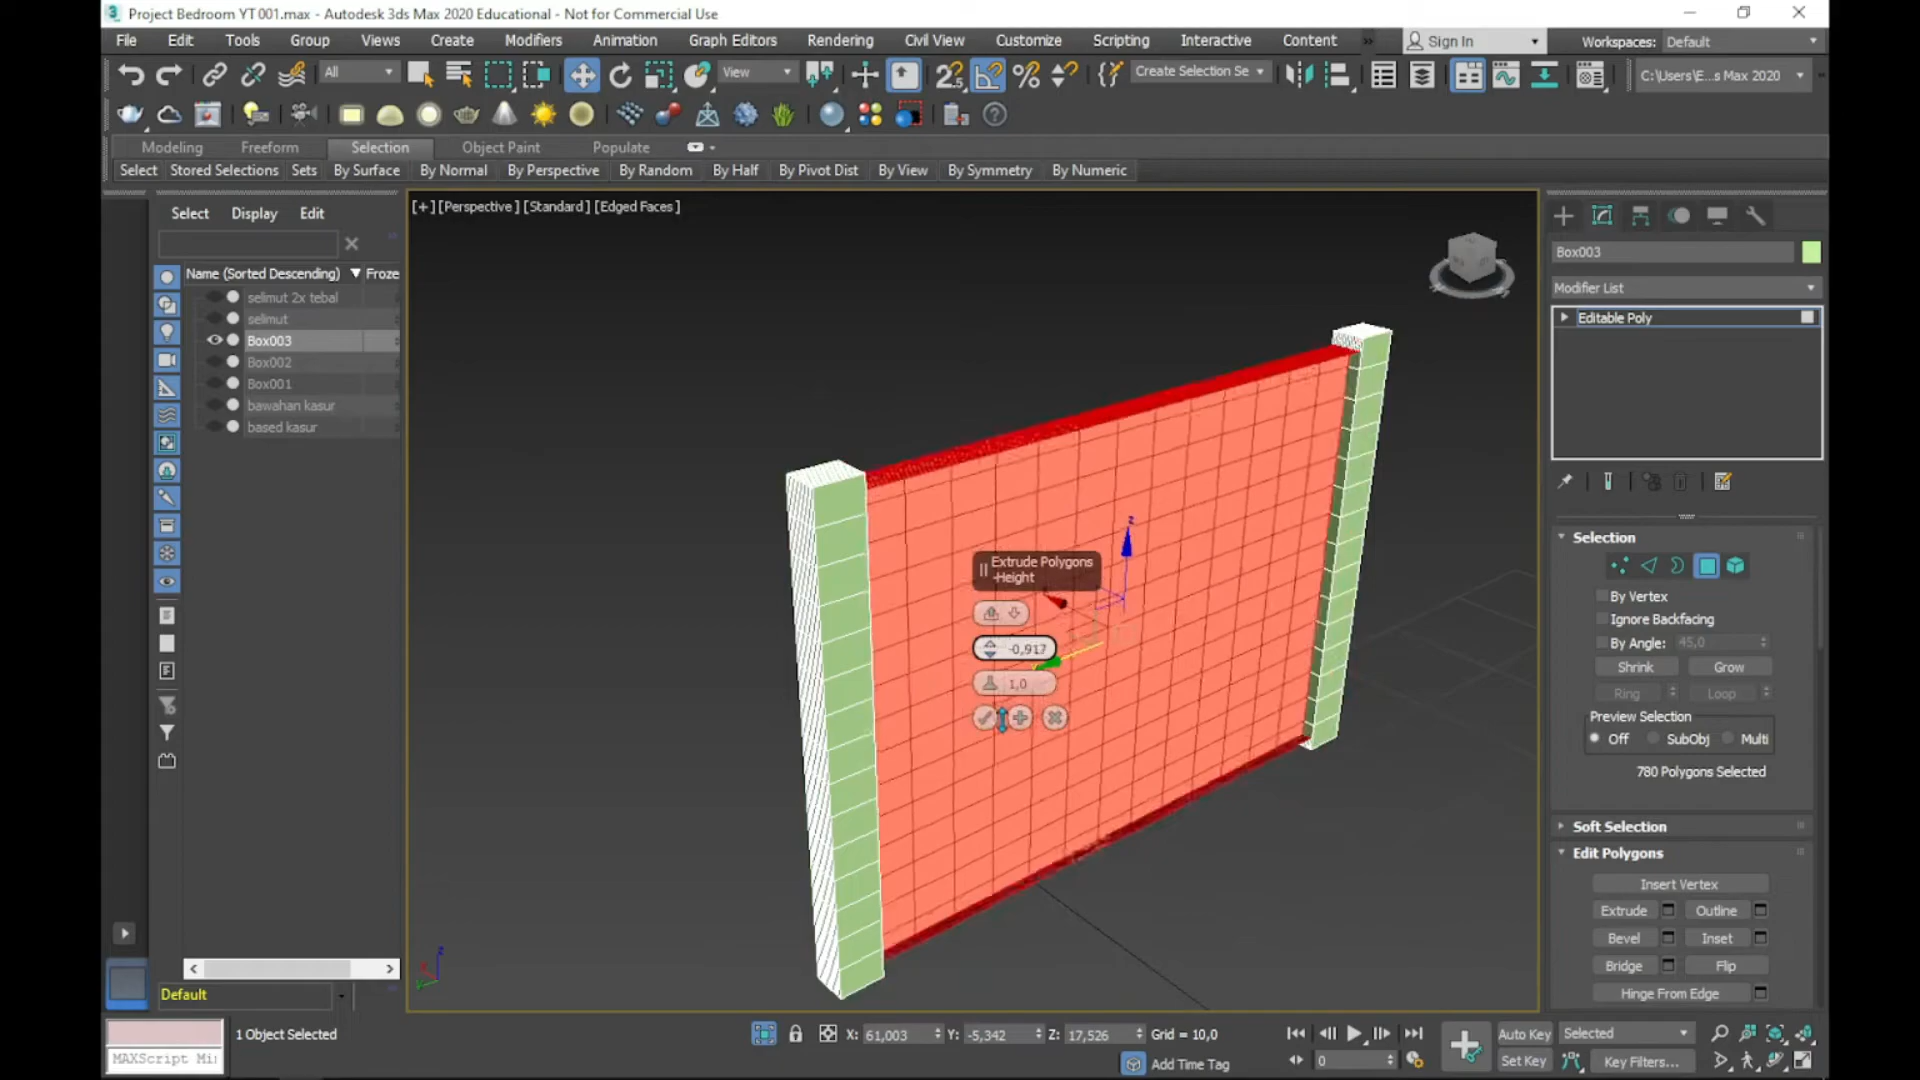 Project Bedroom YT 001.max - Autodesk 3ds Max 2020 Educational - Not for Commercial Use
File Edit Tools Group Views Create Modifiers Animation Graph Editors Rendering Civil View Customize Scripting Interactive Content Sign In Workspaces: Default
All View Create Selection Se C:\Users\E...s Max 2020
Modeling Freeform Selection Object Paint Populate
Select Stored Selections Sets By Surface By Normal By Perspective By Random By Half By Pivot Dist By View By Symmetry By Numeric
Select Display Edit
[+] [Perspective] [Standard] [Edged Faces]
Name (Sorted Descending) Froze
selimut 2x tebal
selimut
Box003
Box002
Box001
bawahan kasur
based kasur
Default
Extrude Polygons
-Height
-0,917
1,0
z
Box003
Modifier List
Editable Poly
Selection
By Vertex
Ignore Backfacing
By Angle: 45,0
Shrink Grow
Ring Loop
Preview Selection
Off SubObj Multi
780 Polygons Selected
Soft Selection
Edit Polygons
Insert Vertex
Extrude Outline
Bevel Inset
Bridge Flip
Hinge From Edge
1 Object Selected X: 61,003 Y: -5,342 Z: 17,526 Grid = 10,0 Auto Key Selected
MAXScript Mi Add Time Tag 0 Set Key Key Filters...